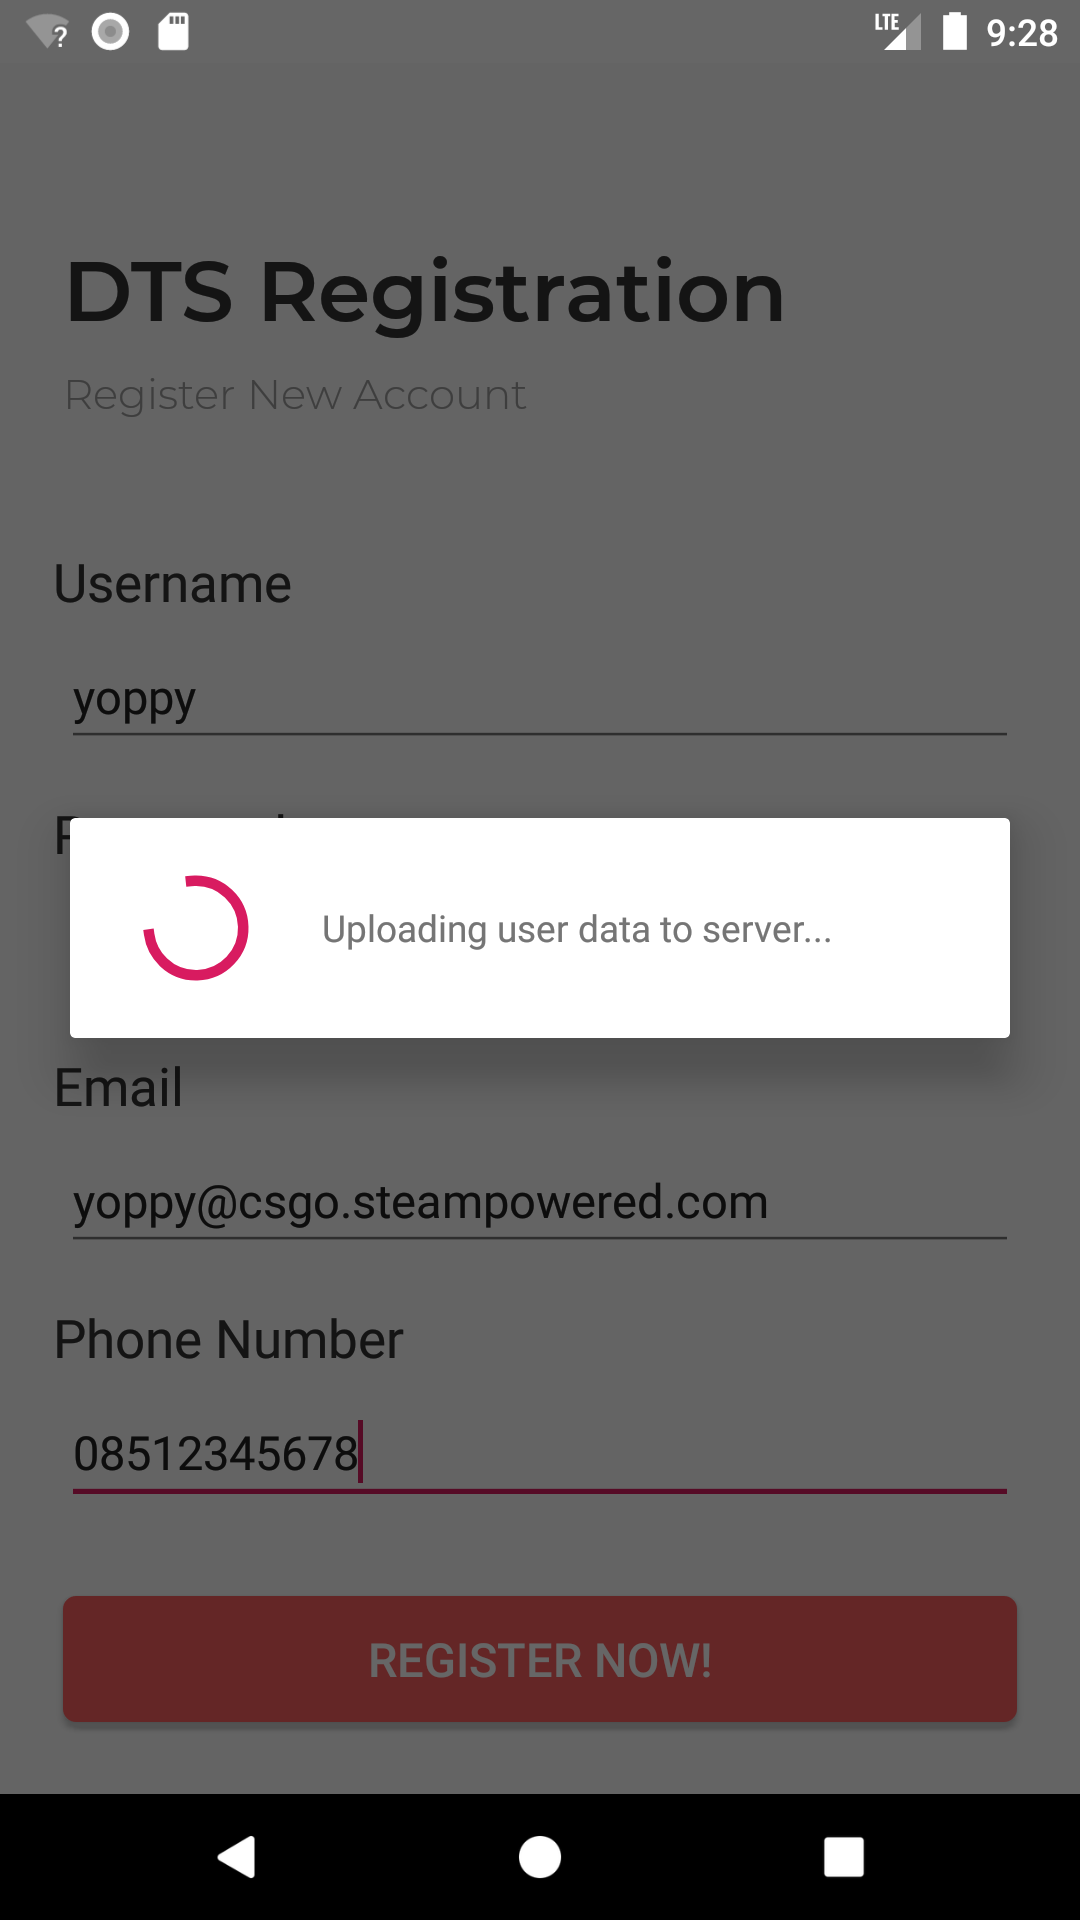 LTE 9:28
DTS Registration
Register New Account
Username
yoppy
Uploading user data to server...
Email
yoppy@csgo.steampowered.com
Phone Number
08512345678
REGISTER NOW!